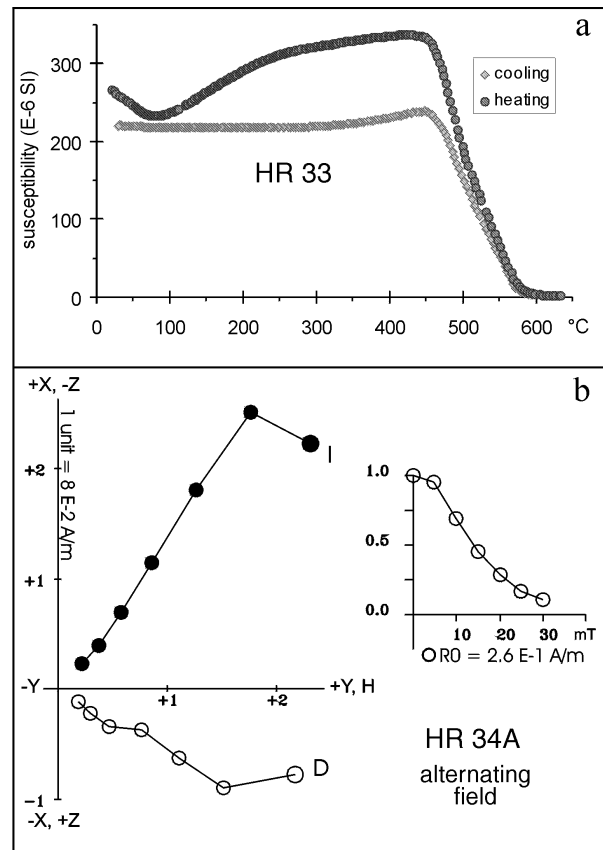 a
susceptibility (E-6 SI)
300
200
100
0
cooling
heating
HR 33
0 100 200 300 400 500 600 °C
b
+X, -Z
1 unit = 8 E-2 A/m
+2
+1
-Y
+1
+2
+Y, H
-1
-X, +Z
I
D
1.0
0.5
0.0
10 20 30 mT
R0 = 2.6 E-1 A/m
HR 34A
alternating
field